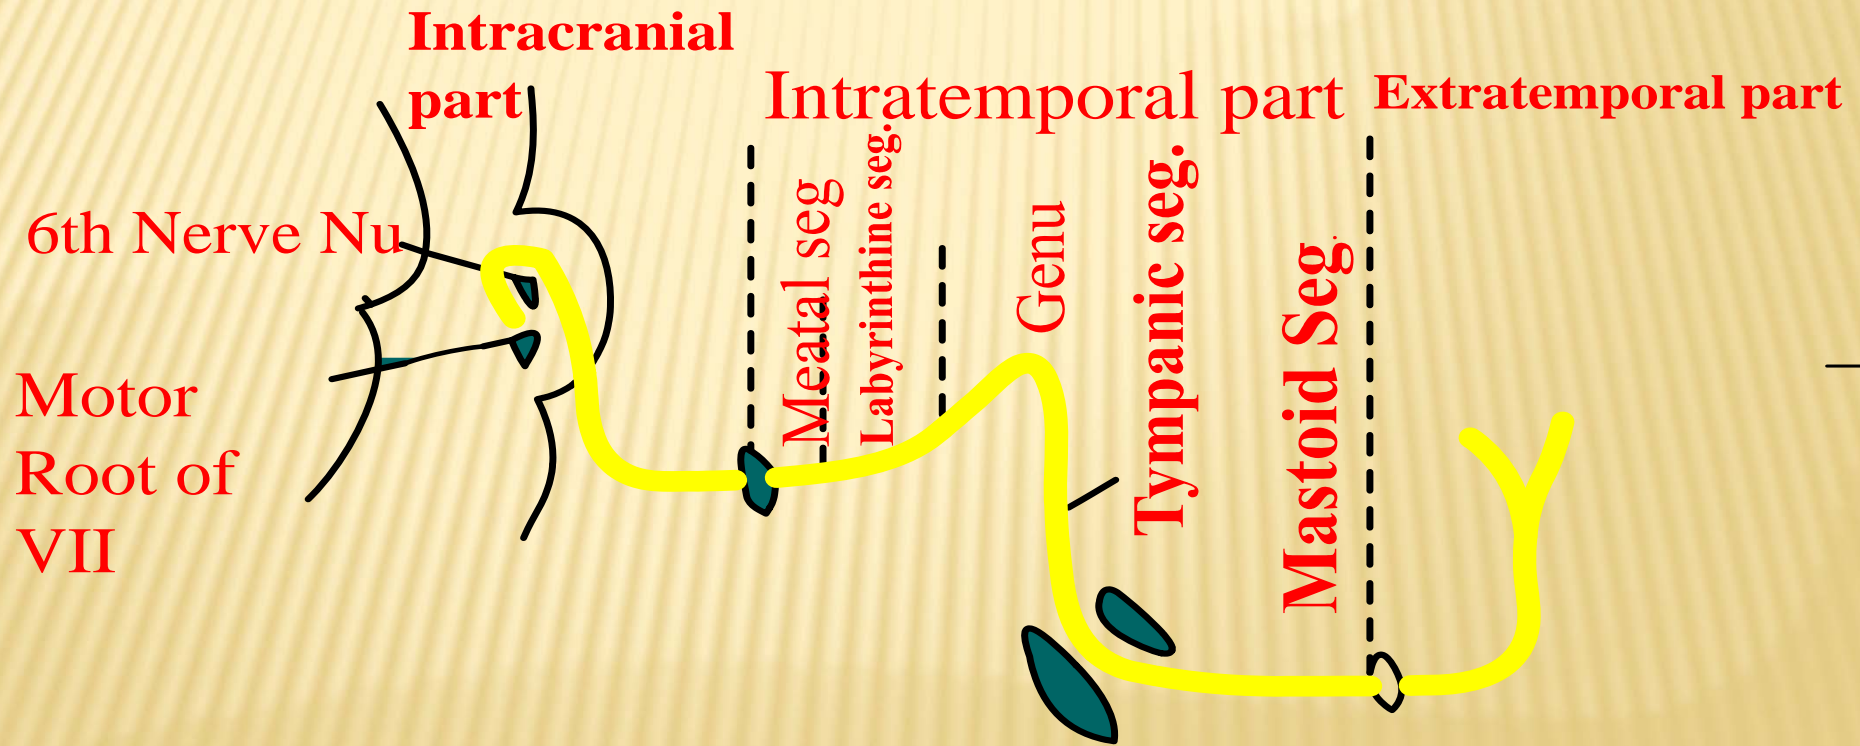 Intracranial
part
Intratemporal part
Extratemporal part
6th Nerve Nu
Meatal seg
Labyrinthine seg.
Genu
Tympanic seg.
Mastoid Seg.
Motor
Root of
VII